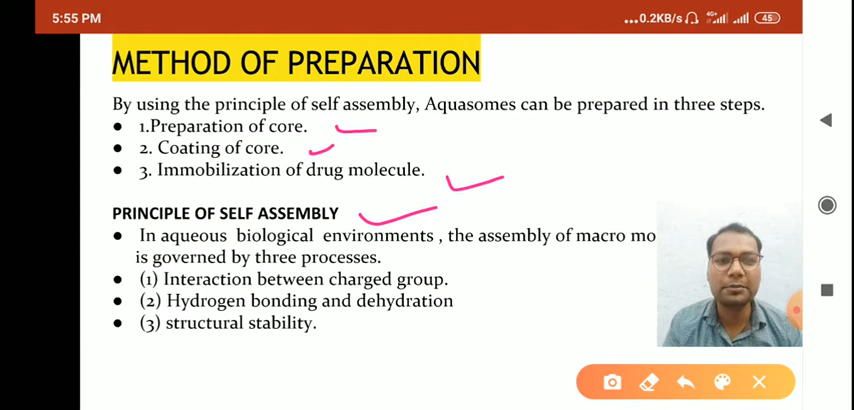 5:55 PM
...0.2KB/s 4G+ 45
METHOD OF PREPARATION
By using the principle of self assembly, Aquasomes can be prepared in three steps.
• 1.Preparation of core.
• 2. Coating of core.
• 3. Immobilization of drug molecule.
PRINCIPLE OF SELF ASSEMBLY
• In aqueous biological environments , the assembly of macro mo
is governed by three processes.
• (1) Interaction between charged group.
• (2) Hydrogen bonding and dehydration
• (3) structural stability.